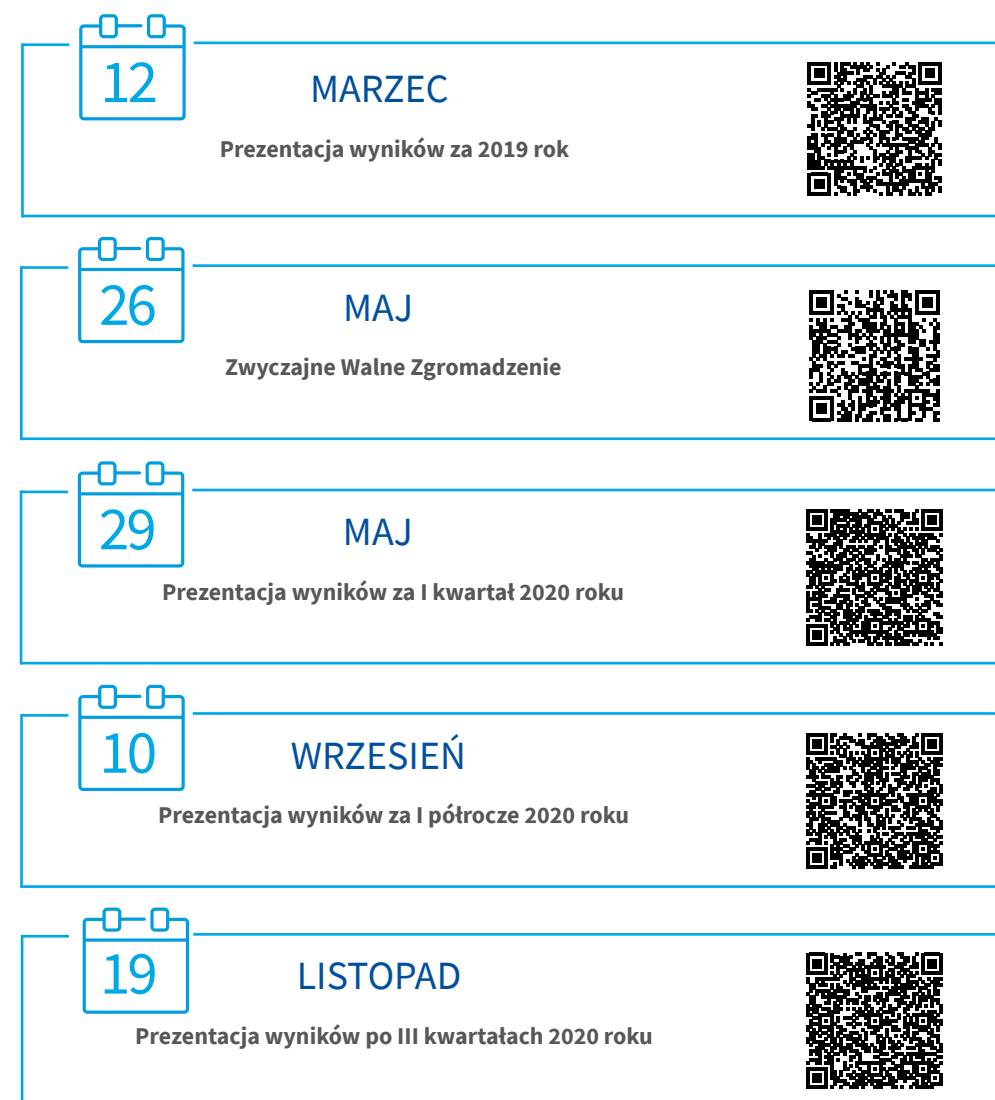 12
MARZEC
Prezentacja wyników za 2019 rok
26
MAJ
Zwyczajne Walne Zgromadzenie
29
MAJ
Prezentacja wyników za I kwartał 2020 roku
10
WRZESIEŃ
Prezentacja wyników za I półrocze 2020 roku
19
LISTOPAD
Prezentacja wyników po III kwartałach 2020 roku